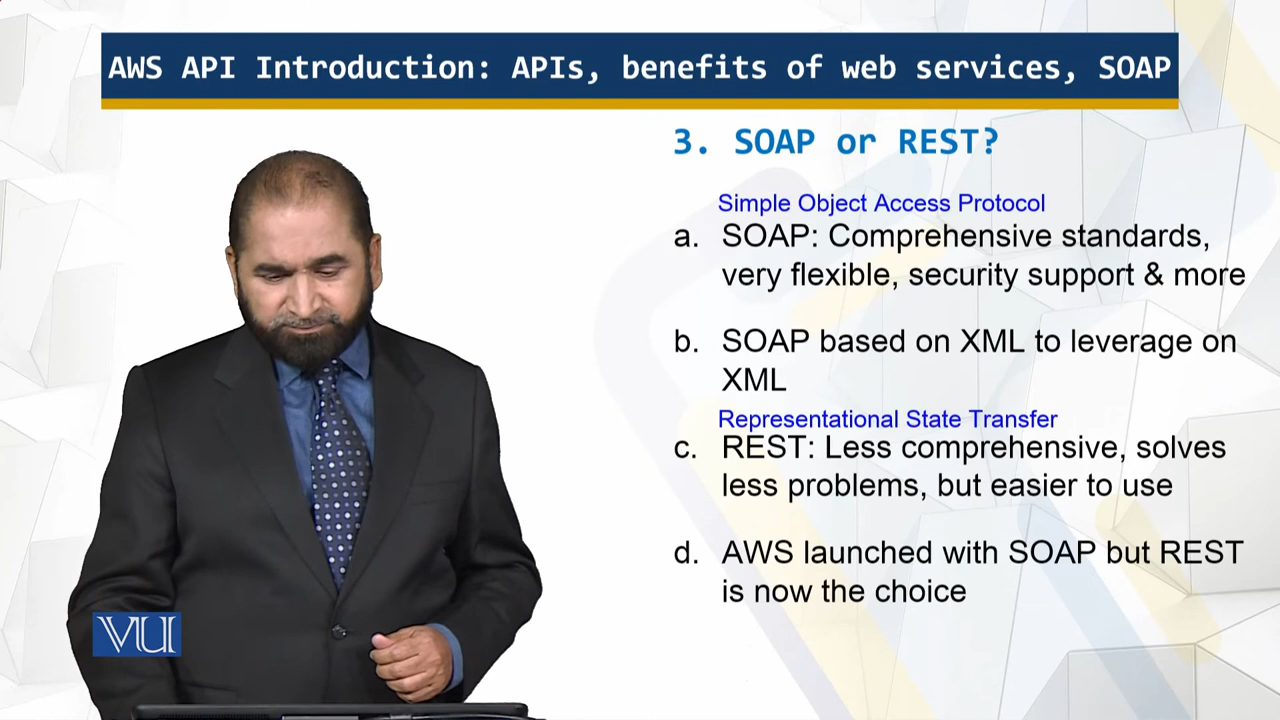 AWS API Introduction: APIs, benefits of web services, SOAP
3. SOAP or REST?
Simple Object Access Protocol
a. SOAP: Comprehensive standards,
very flexible, security support & more
b. SOAP based on XML to leverage on
XML
Representational State Transfer
c. REST: Less comprehensive, solves
less problems, but easier to use
d. AWS launched with SOAP but REST
is now the choice
VU